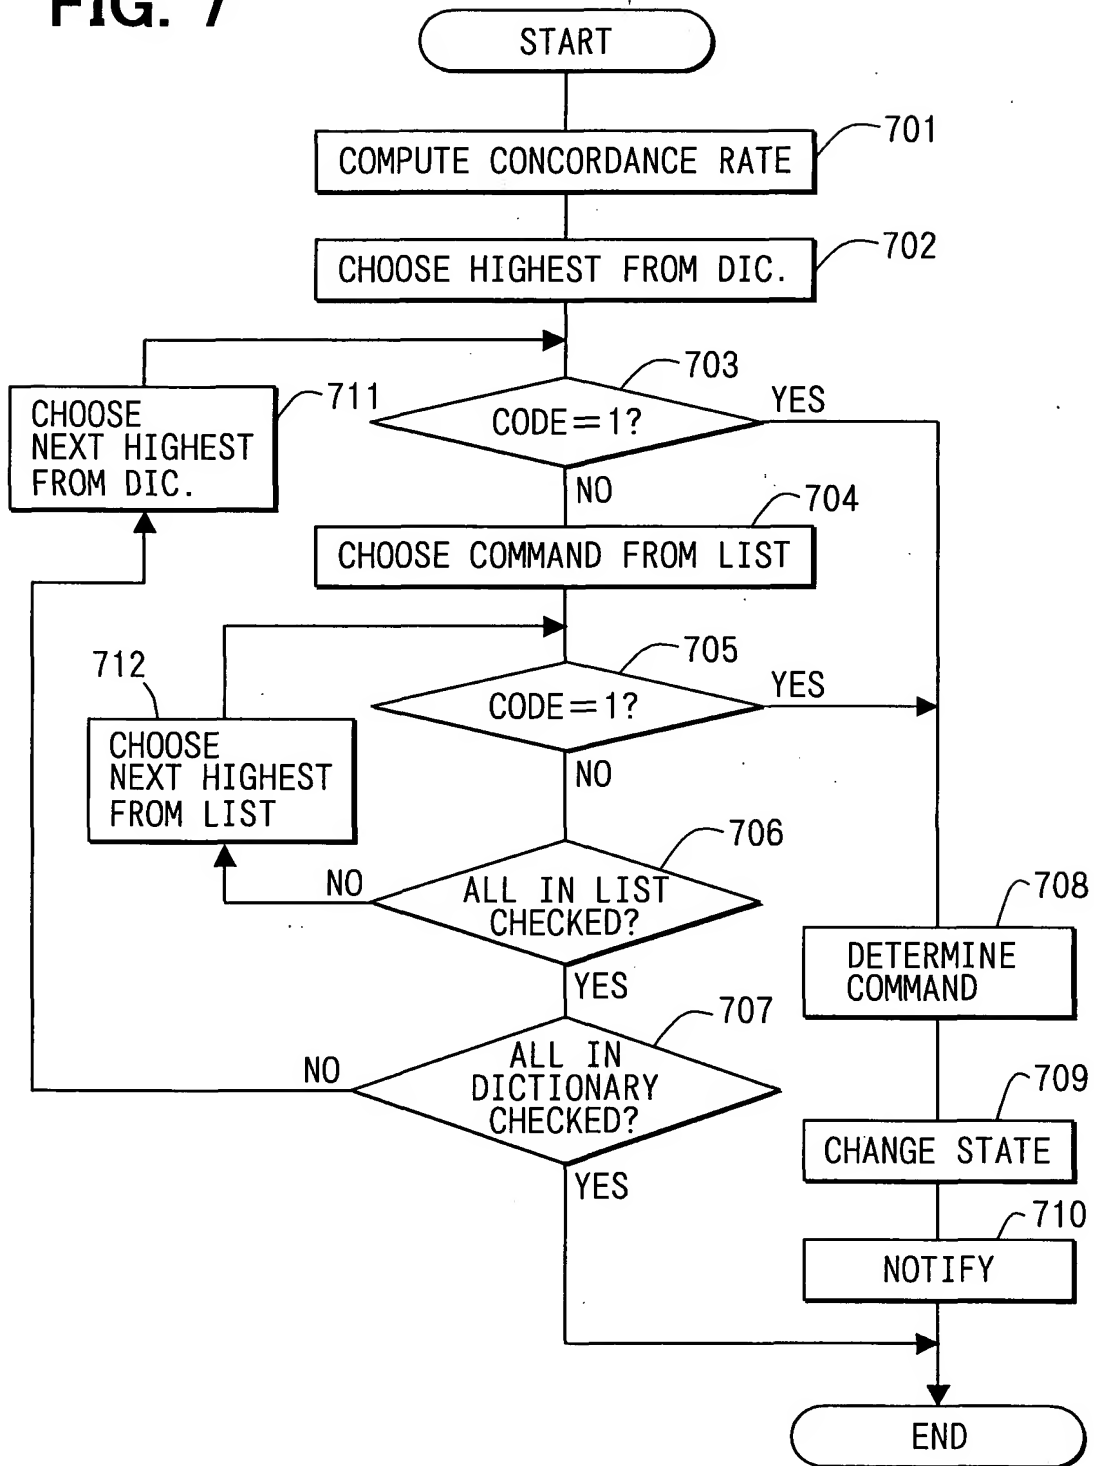 FIG. 7
START
COMPUTE CONCORDANCE RATE
701
CHOOSE HIGHEST FROM DIC.
702
703
CODE=1?
YES
NO
711
CHOOSE
NEXT HIGHEST
FROM DIC.
704
CHOOSE COMMAND FROM LIST
705
CODE=1?
YES
NO
712
CHOOSE
NEXT HIGHEST
FROM LIST
706
ALL IN LIST
CHECKED?
NO
YES
707
ALL IN
DICTIONARY
CHECKED?
NO
YES
708
DETERMINE
COMMAND
709
CHANGE STATE
710
NOTIFY
END